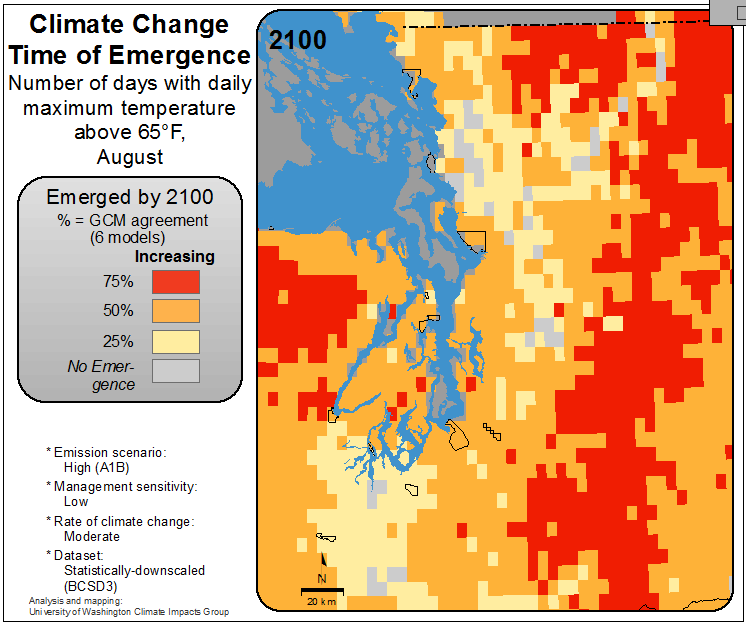 Climate Change
Time of Emergence
Number of days with daily
maximum temperature
above 65°F,
August
Emerged by 2100
% = GCM agreement
(6 models)
Increasing
75%
50%
25%
No Emer-
gence
* Emission scenario:
High (A1B)
* Management sensitivity:
Low
* Rate of climate change:
Moderate
* Dataset:
Statistically-downscaled
(BCSD3)
Analysis and mapping:
University of Washington Climate Impacts Group
2100
N
20 km